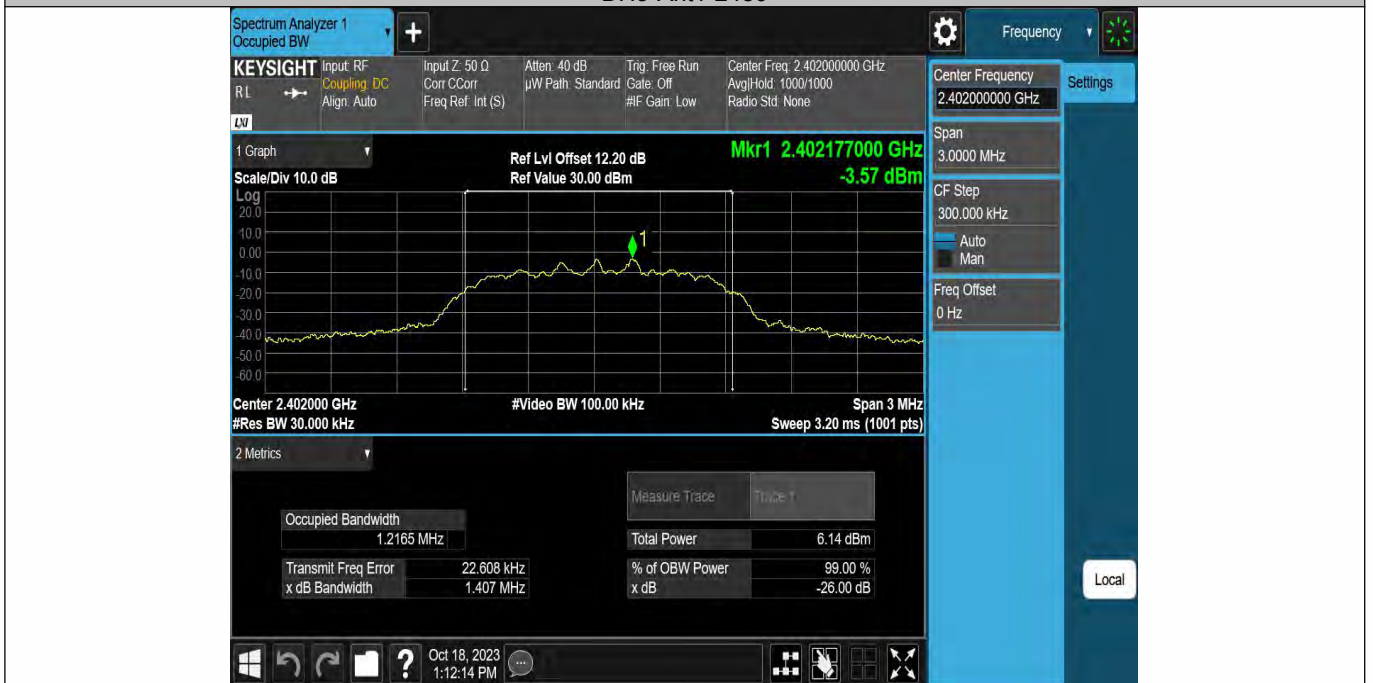 Spectrum Analyzer 1
Occupied BW
Frequency
KEYSIGHT
RL
LXI
Input: RF
Coupling: DC
Align: Auto
Input Z: 50 Ω
Corr CCorr
Freq Ref: Int (S)
Atten: 40 dB
µW Path: Standard
Trig: Free Run
Gate: Off
#IF Gain: Low
Center Freq: 2.402000000 GHz
Avg|Hold: 1000/1000
Radio Std: None
Center Frequency
2.402000000 GHz
Settings
Span
3.0000 MHz
CF Step
300.000 kHz
Auto
Man
Freq Offset
0 Hz
1 Graph
Scale/Div 10.0 dB
Ref Lvl Offset 12.20 dB
Ref Value 30.00 dBm
Mkr1 2.402177000 GHz
-3.57 dBm
Log
20.0
10.0
0.00
-10.0
-20.0
-30.0
-40.0
-50.0
-60.0
1
Center 2.402000 GHz
#Video BW 100.00 kHz
Span 3 MHz
#Res BW 30.000 kHz
Sweep 3.20 ms (1001 pts)
2 Metrics
Measure Trace
Trace 1
Occupied Bandwidth
1.2165 MHz
Total Power
6.14 dBm
Transmit Freq Error
22.608 kHz
% of OBW Power
99.00 %
x dB Bandwidth
1.407 MHz
x dB
-26.00 dB
Local
?
Oct 18, 2023
1:12:14 PM